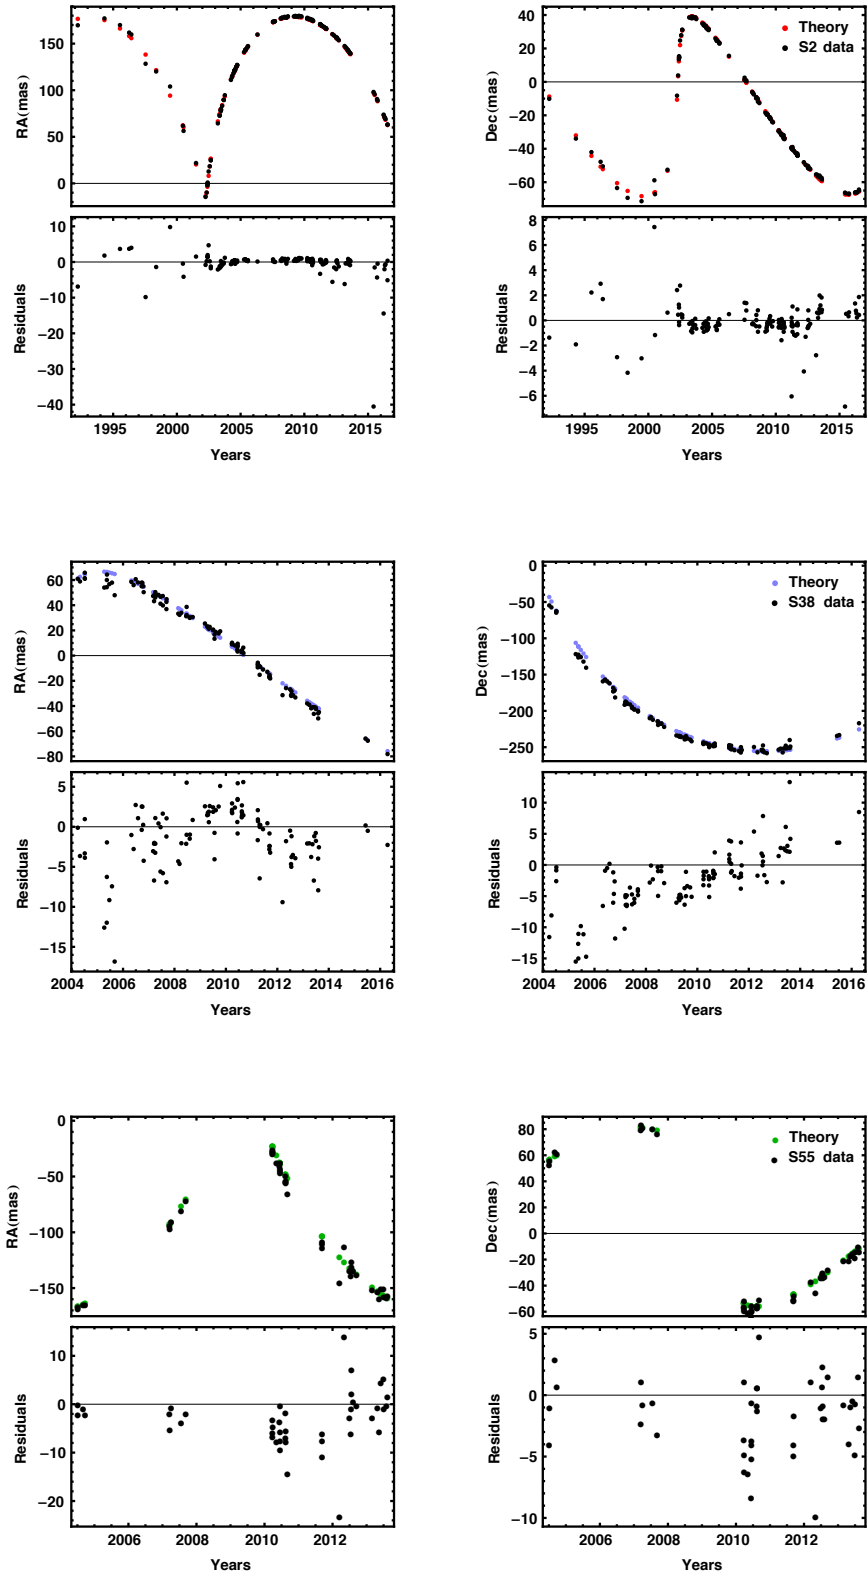 RA(mas)
150
100
50
0
Residuals
10
0
−10
−20
−30
−40
1995 2000 2005 2010 2015
Years
Dec(mas)
40
20
0
−20
−40
−60
Theory
S2 data
Residuals
8
6
4
2
0
−2
−4
−6
1995 2000 2005 2010 2015
Years
RA(mas)
60
40
20
0
−20
−40
−60
−80
Residuals
5
0
−5
−10
−15
2004 2006 2008 2010 2012 2014 2016
Years
Dec(mas)
0
−50
−100
−150
−200
−250
Theory
S38 data
Residuals
10
5
0
−5
−10
−15
2004 2006 2008 2010 2012 2014 2016
Years
RA(mas)
0
−50
−100
−150
Residuals
10
0
−10
−20
2006 2008 2010 2012
Years
Dec(mas)
80
60
40
20
0
−20
−40
−60
Theory
S55 data
Residuals
5
0
−5
−10
2006 2008 2010 2012
Years